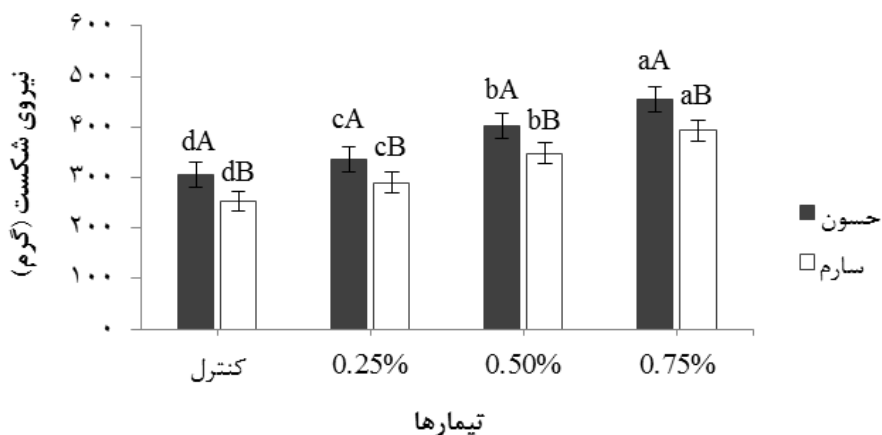 نیروی شکست (گرم)
۶۰۰
۵۰۰
۴۰۰
۳۰۰
۲۰۰
۱۰۰
۰
dA
dB
cA
cB
bA
bB
aA
aB
کنترل
0.25%
0.50%
0.75%
تیمارها
حسون
سارم